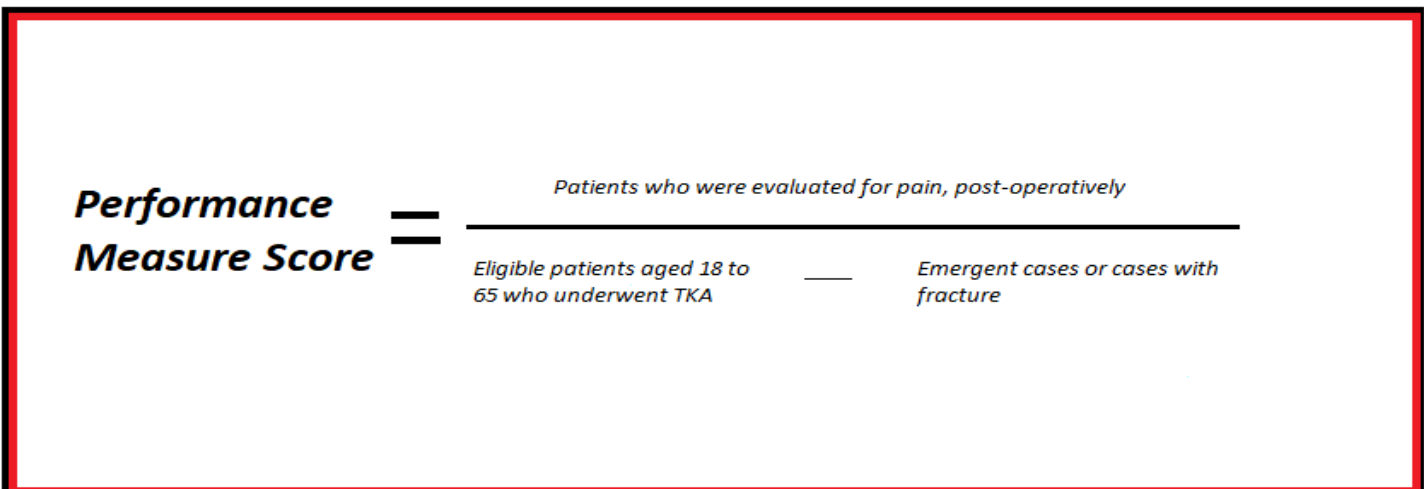 Performance
Measure Score
=
Patients who were evaluated for pain, post-operatively
Eligible patients aged 18 to
65 who underwent TKA
—
Emergent cases or cases with
fracture